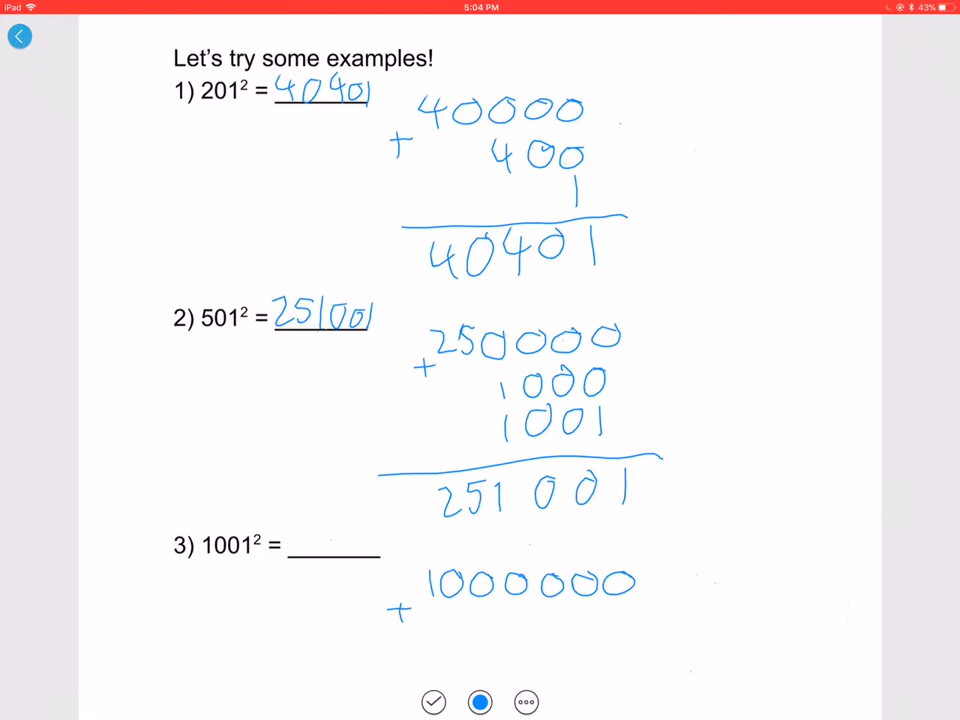 iPad 5:04 PM 43%
Let's try some examples!
1) 201² = 40401
40000
+ 400
1
40401
2) 501² = 251001
250000
+ 1000
1001
251001
3) 1001² = ______
1000000
+